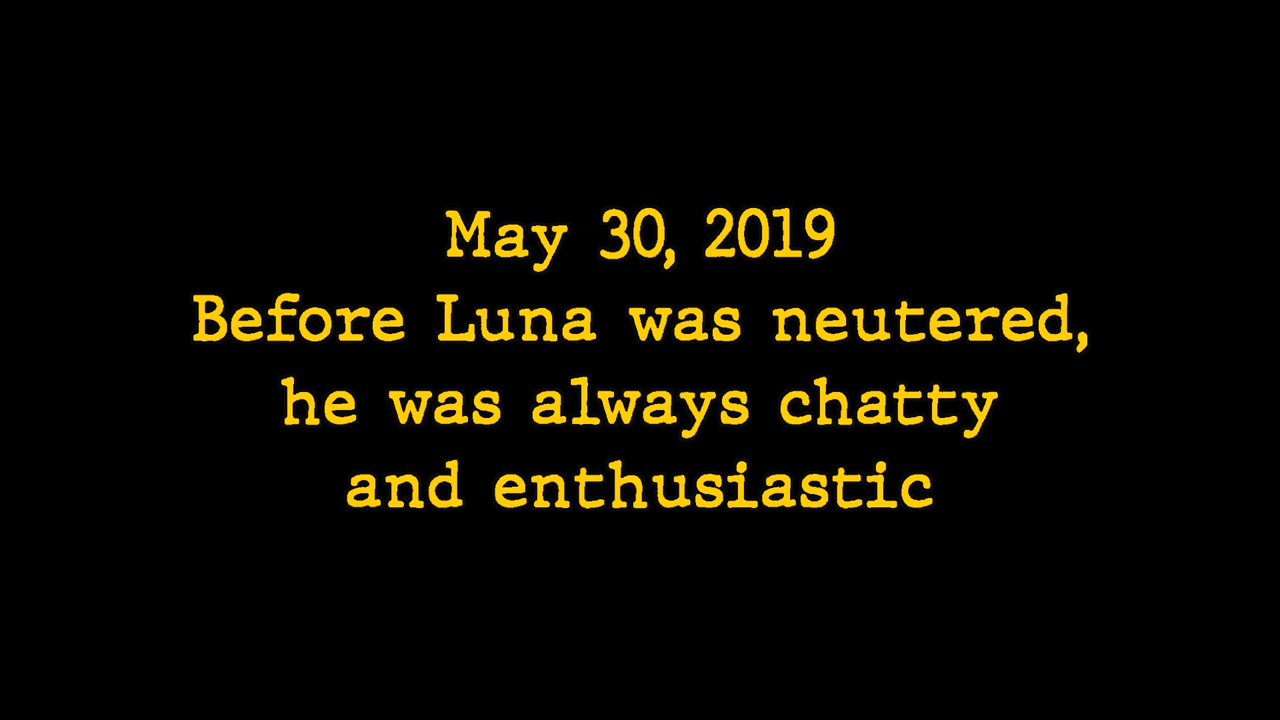 May 30, 2019
Before Luna was neutered,
he was always chatty
and enthusiastic